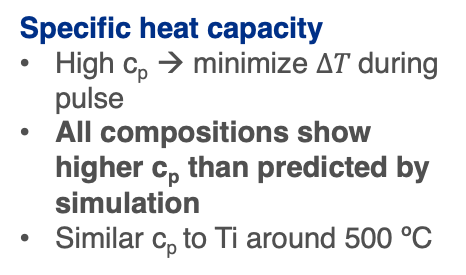 Specific heat capacity
• High cₚ → minimize Δ𝑇 during
pulse
• All compositions show
higher cₚ than predicted by
simulation
• Similar cₚ to Ti around 500 ºC